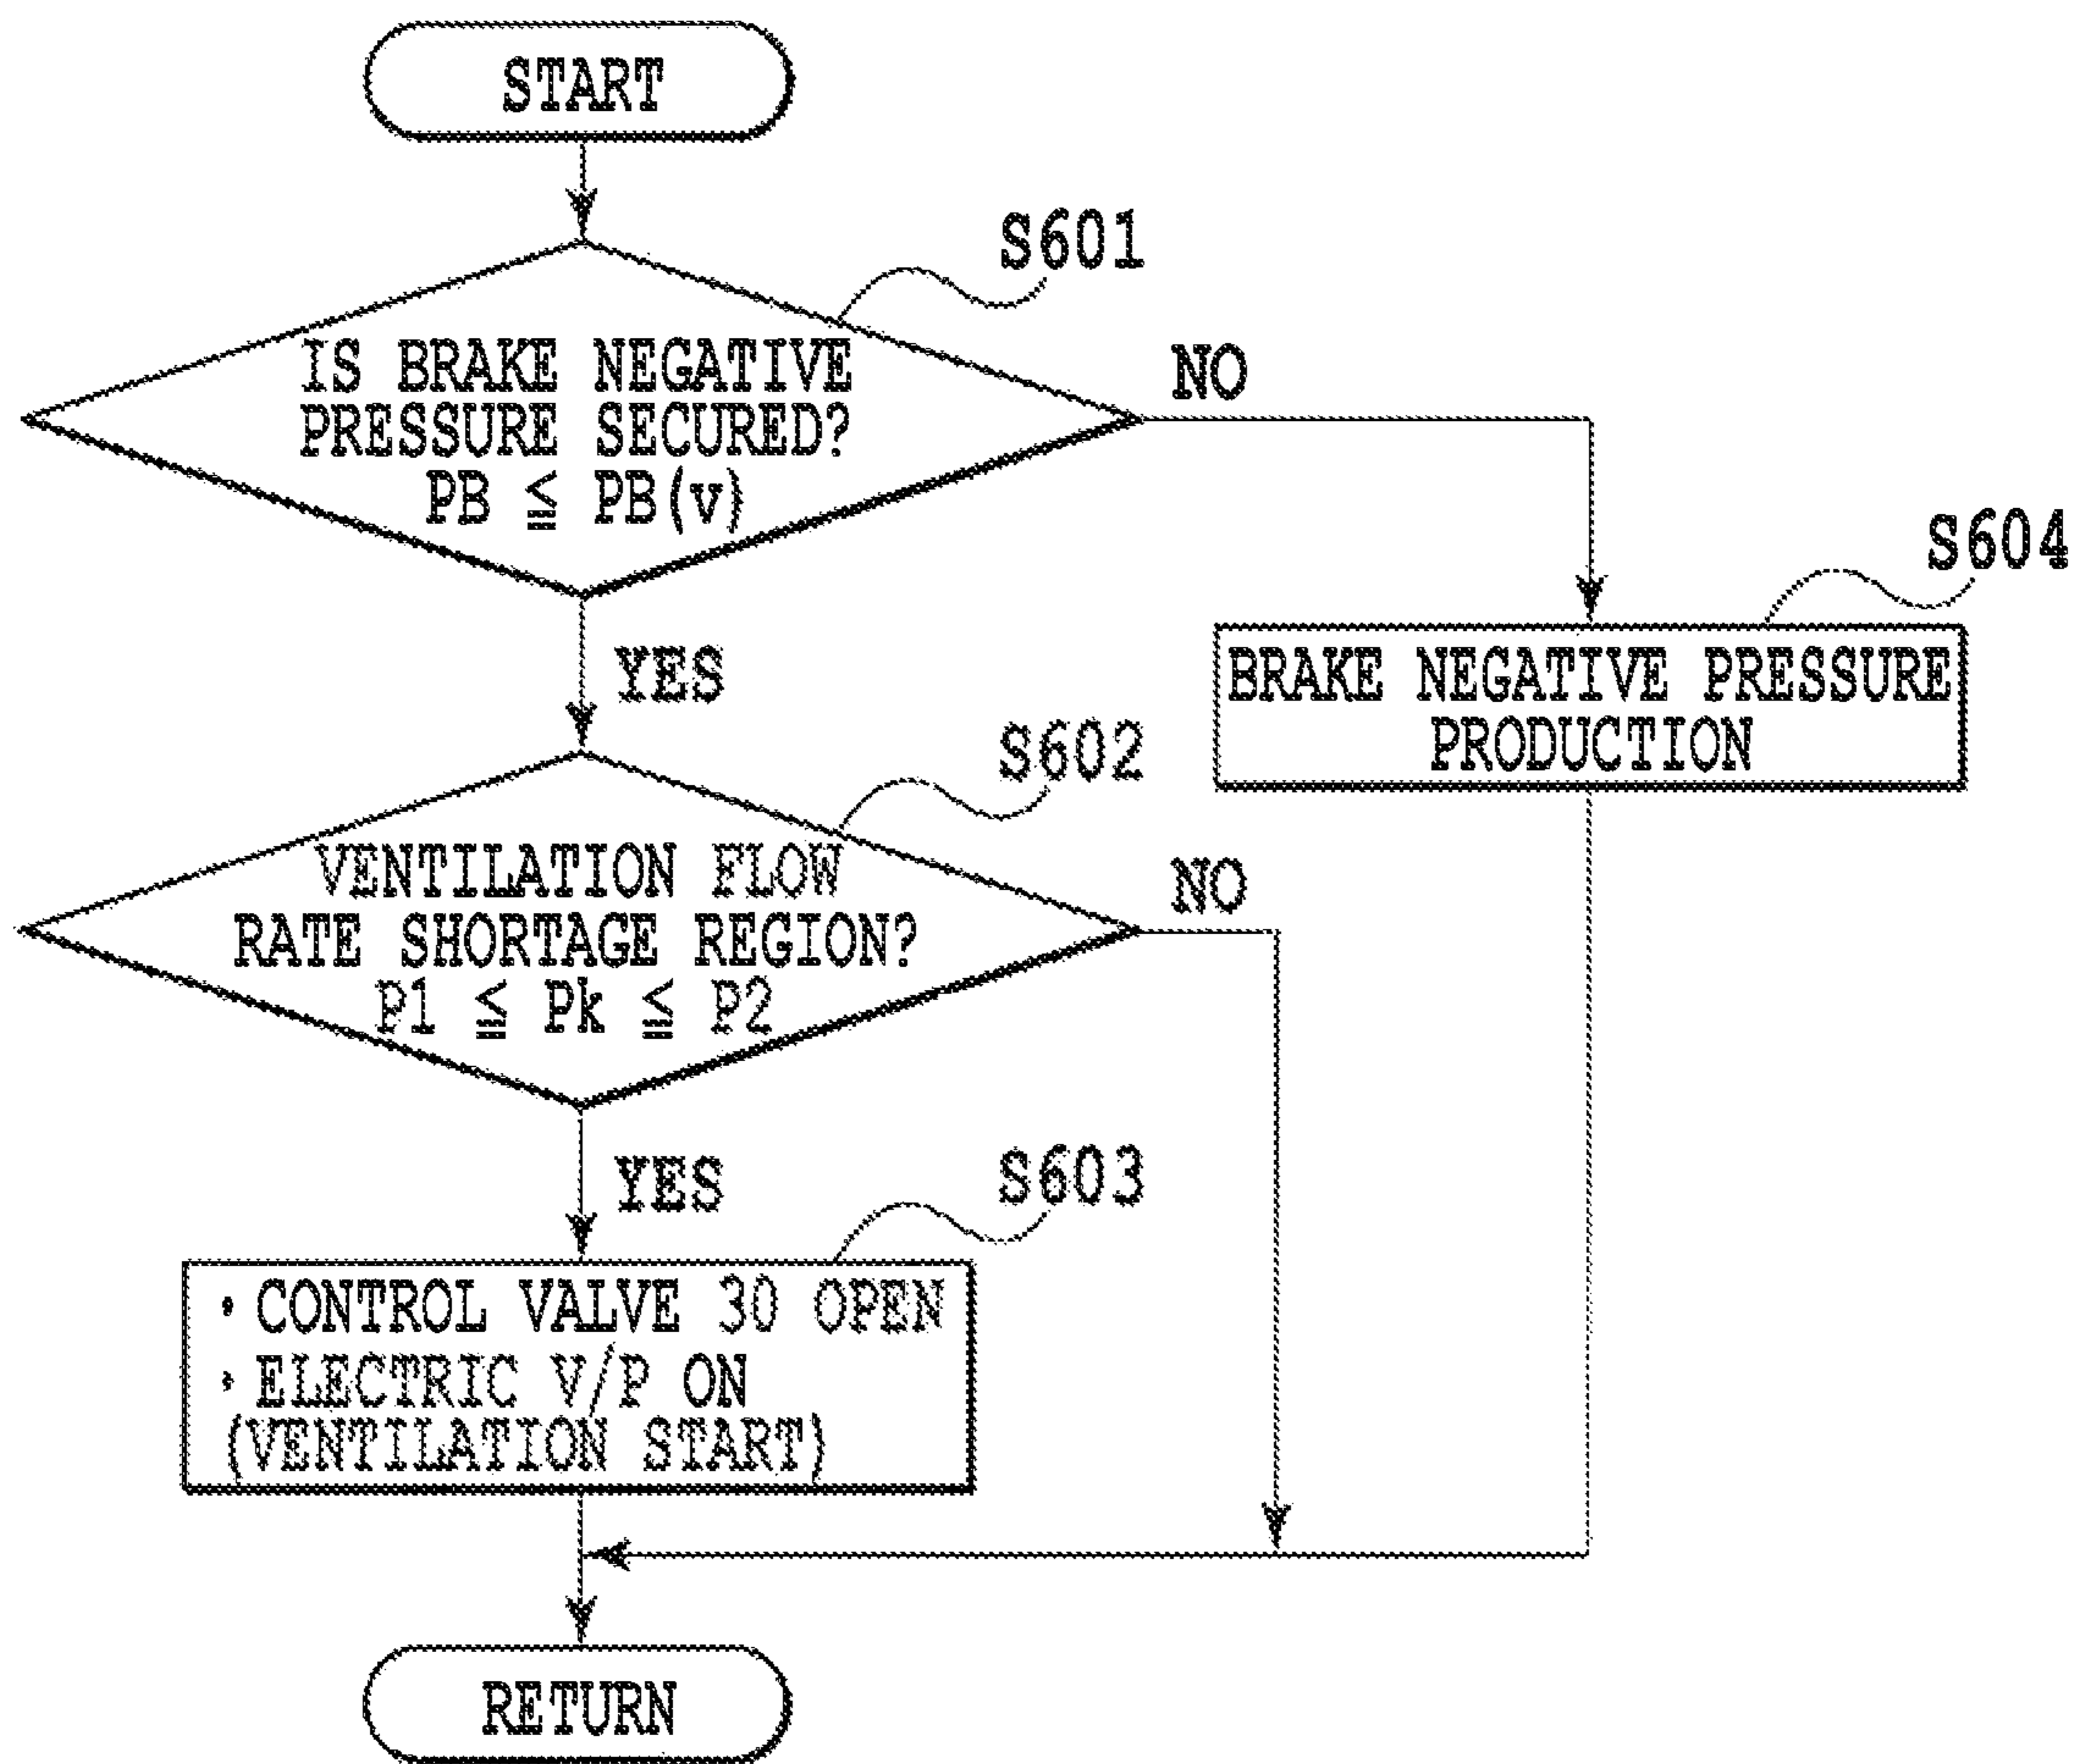 START
S601
IS BRAKE NEGATIVE
PRESSURE SECURED?
PB ≦ PB(v)
NO
YES
S604
BRAKE NEGATIVE PRESSURE
PRODUCTION
S602
VENTILATION FLOW
RATE SHORTAGE REGION?
P1 ≦ Pk ≦ P2
NO
YES
S603
・CONTROL VALVE 30 OPEN
・ELECTRIC V/P ON
(VENTILATION START)
RETURN